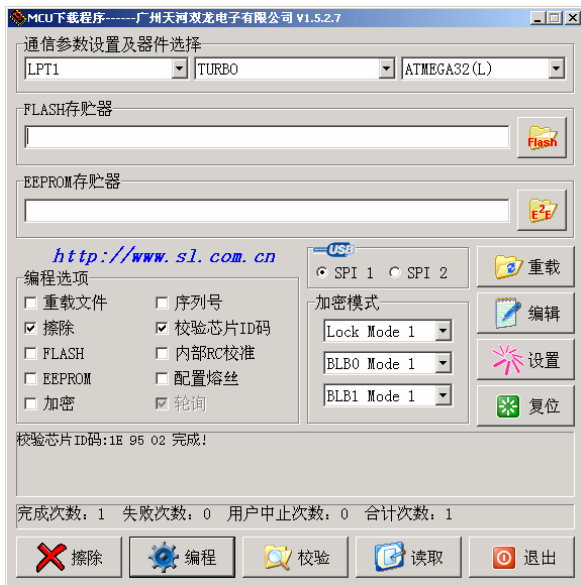 MCU下载程序------广州天河双龙电子有限公司 V1.5.2.7
通信参数设置及器件选择
LPT1 TURBO ATMEGA32(L)
FLASH存贮器
Flash
EEPROM存贮器
E²E
http://www.sl.com.cn
USB
SPI 1 SPI 2
重载
编程选项
加密模式
重载文件 序列号
编辑
擦除 校验芯片ID码
Lock Mode 1
FLASH 内部RC校准
BLB0 Mode 1
设置
EEPROM 配置熔丝
BLB1 Mode 1
加密 轮询
复位
校验芯片ID码:1E 95 02 完成!
完成次数: 1 失败次数: 0 用户中止次数: 0 合计次数: 1
擦除 编程 校验 读取 退出